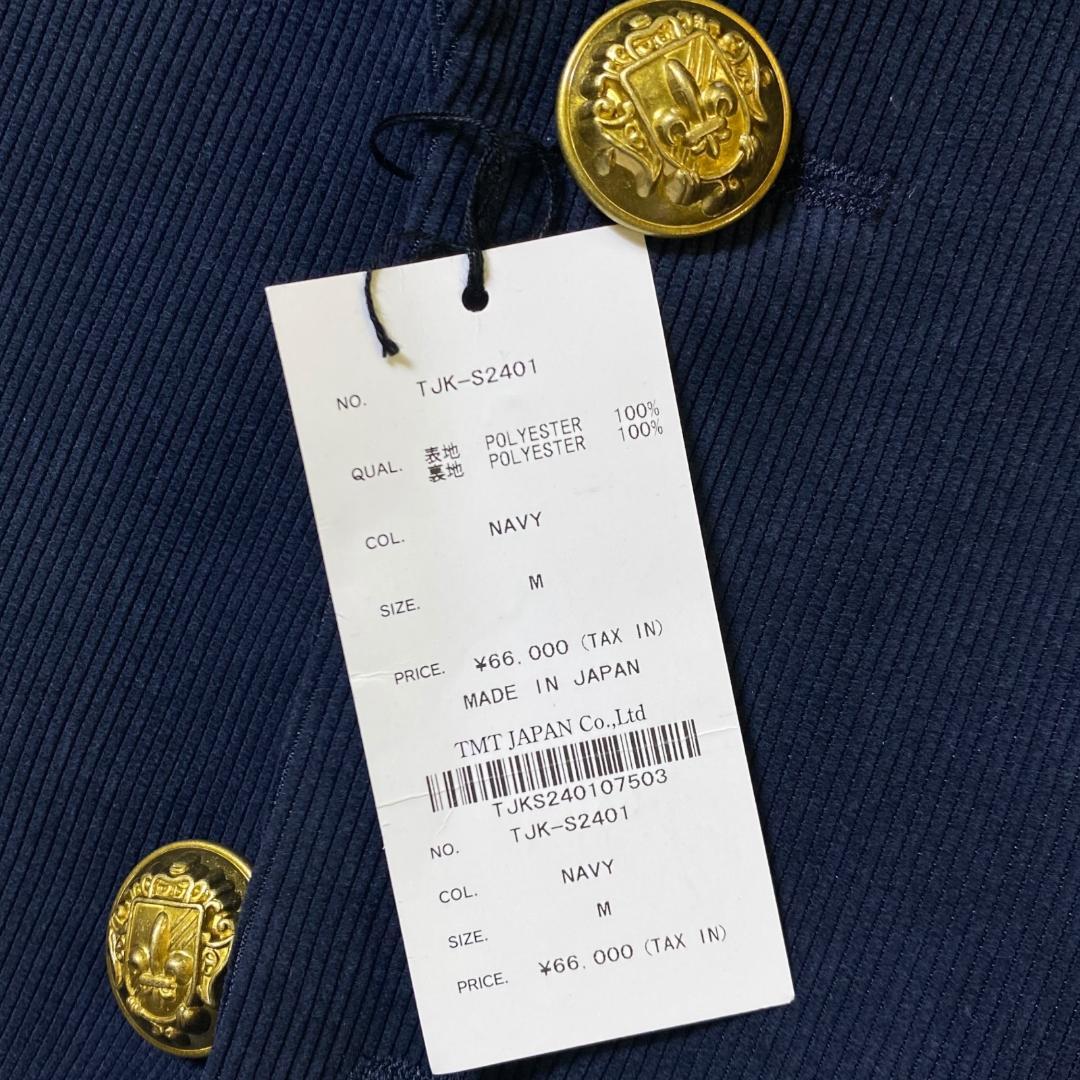 NO. TJK-S2401
QUAL. 表地 POLYESTER 100%
裏地 POLYESTER 100%
COL. NAVY
SIZE. M
PRICE. ¥66,000 (TAX IN)
MADE IN JAPAN
TMT JAPAN Co.,Ltd
TJKS240107503
NO. TJK-S2401
COL. NAVY
SIZE. M
PRICE. ¥66,000 (TAX IN)